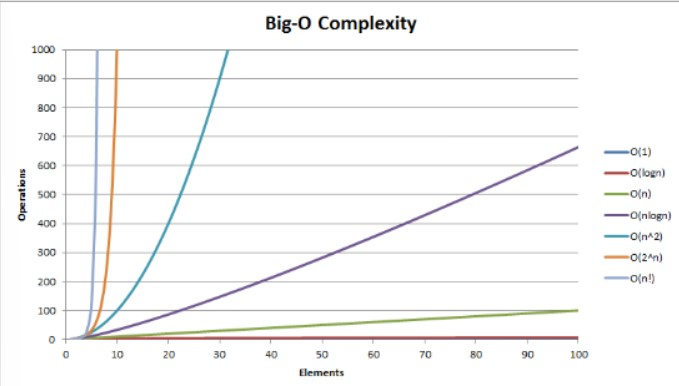 Big-O Complexity
1000
900
800
700
600
500
400
300
200
100
0
Operations
0 10 20 30 40 50 60 70 80 90 100
Elements
O(1)
O(logn)
O(n)
O(nlogn)
O(n^2)
O(2^n)
O(n!)